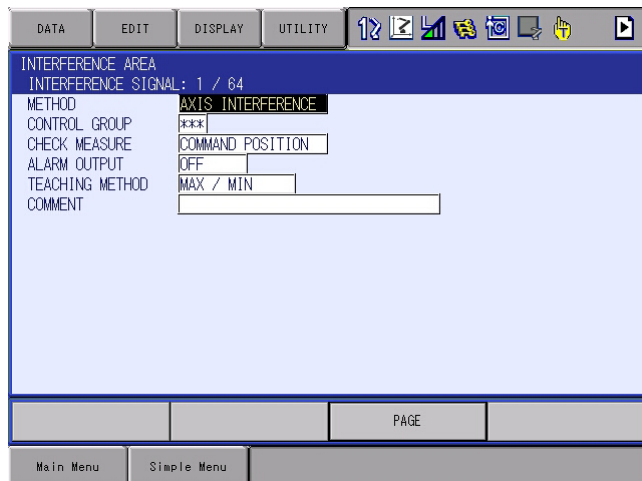 DATA EDIT DISPLAY UTILITY
INTERFERENCE AREA
INTERFERENCE SIGNAL: 1 / 64
METHOD AXIS INTERFERENCE
CONTROL GROUP ***
CHECK MEASURE COMMAND POSITION
ALARM OUTPUT OFF
TEACHING METHOD MAX / MIN
COMMENT
PAGE
Main Menu Simple Menu